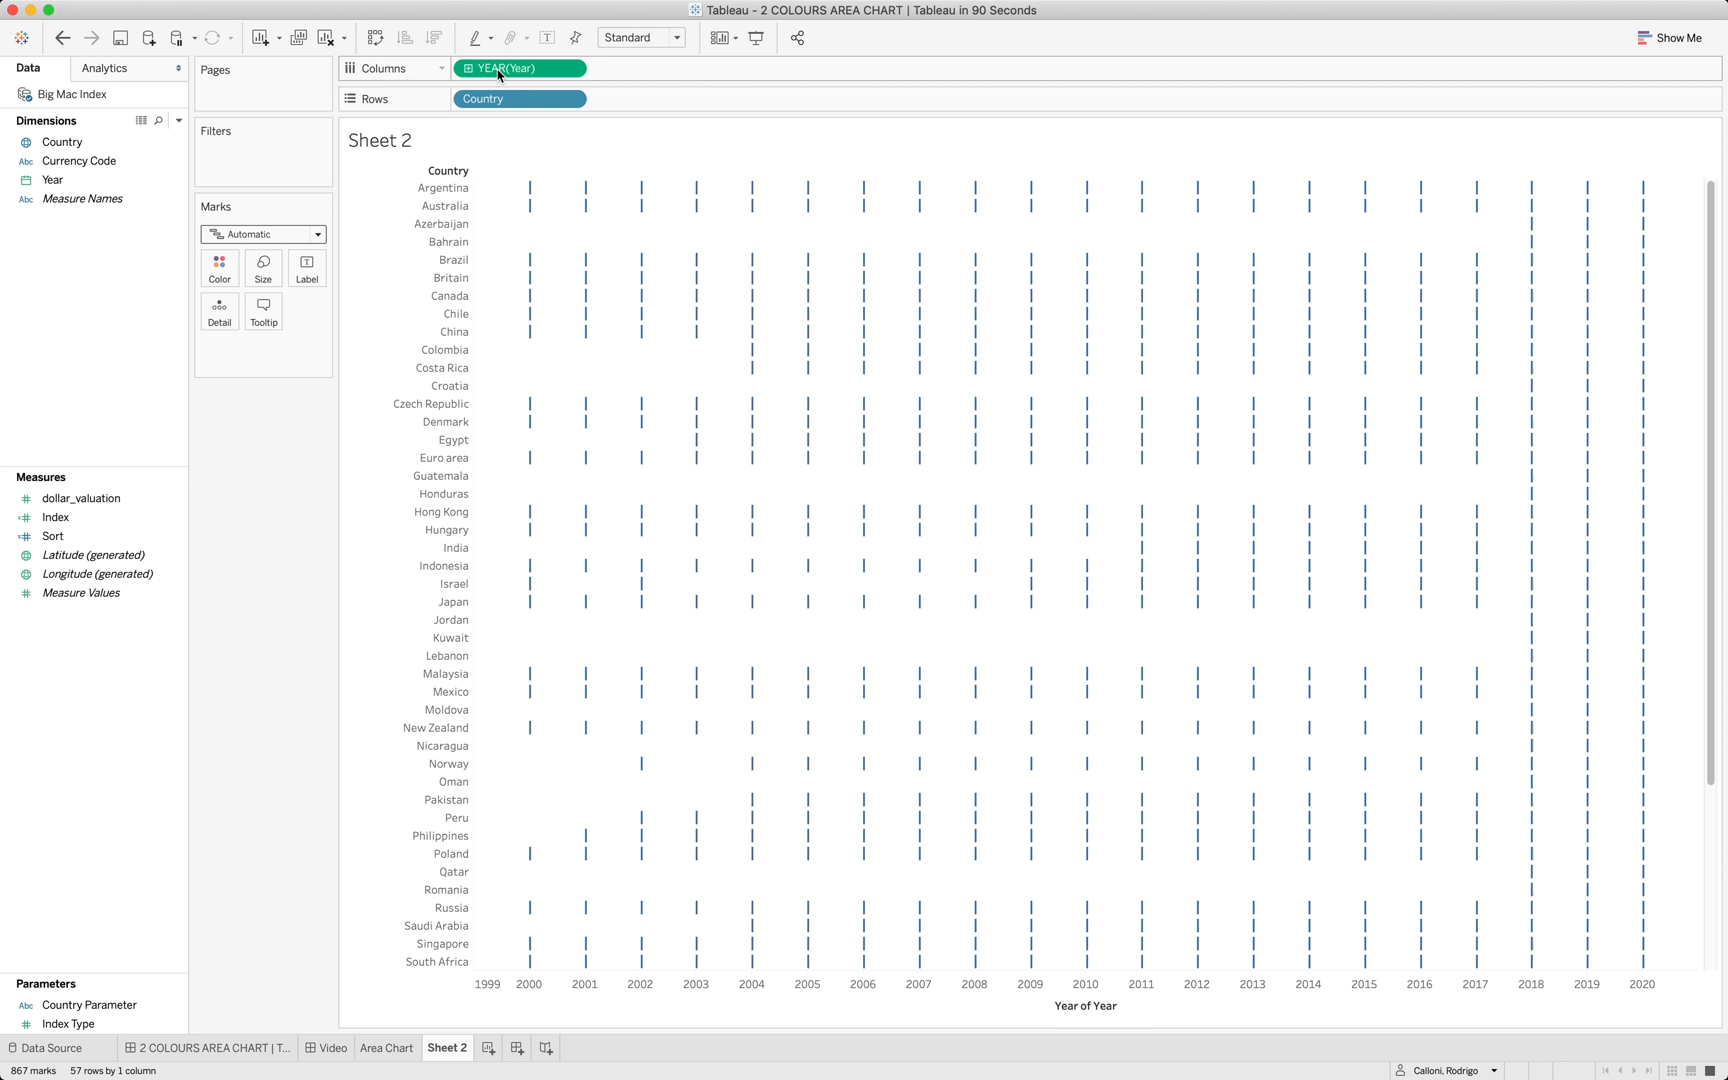 Tableau - 2 COLOURS AREA CHART | Tableau in 90 Seconds
Standard
Show Me
Data
Analytics
Pages
Columns
YEAR(Year)
Big Mac Index
Rows
Country
Dimensions
Country
Abc Currency Code
Year
Abc Measure Names
Filters
Marks
Automatic
Color
Size
Label
Detail
Tooltip
Measures
dollar_valuation
Index
Sort
Latitude (generated)
Longitude (generated)
Measure Values
Parameters
Abc Country Parameter
Index Type
Sheet 2
Country
Argentina
Australia
Azerbaijan
Bahrain
Brazil
Britain
Canada
Chile
China
Colombia
Costa Rica
Croatia
Czech Republic
Denmark
Egypt
Euro area
Guatemala
Honduras
Hong Kong
Hungary
India
Indonesia
Israel
Japan
Jordan
Kuwait
Lebanon
Malaysia
Mexico
Moldova
New Zealand
Nicaragua
Norway
Oman
Pakistan
Peru
Philippines
Poland
Qatar
Romania
Russia
Saudi Arabia
Singapore
South Africa
1999 2000 2001 2002 2003 2004 2005 2006 2007 2008 2009 2010 2011 2012 2013 2014 2015 2016 2017 2018 2019 2020
Year of Year
Data Source
2 COLOURS AREA CHART | T...
Video
Area Chart
Sheet 2
867 marks
57 rows by 1 column
Calloni, Rodrigo